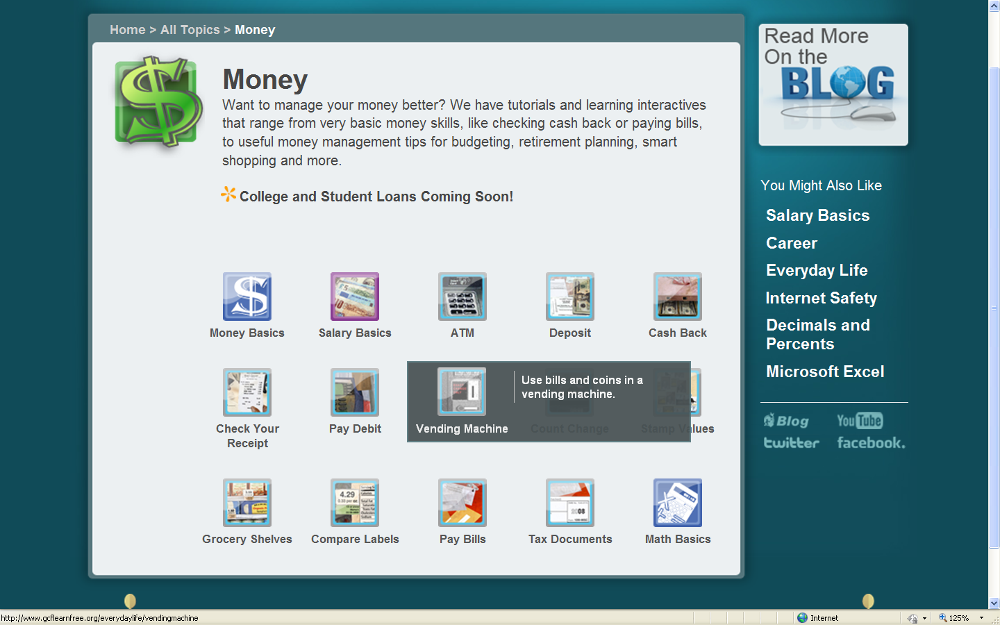 Home > All Topics > Money
Money
Want to manage your money better? We have tutorials and learning interactives
that range from very basic money skills, like checking cash back or paying bills,
to useful money management tips for budgeting, retirement planning, smart
shopping and more.
College and Student Loans Coming Soon!
Money Basics
Salary Basics
ATM
Deposit
Cash Back
Check Your
Receipt
Pay Debit
Vending Machine
Use bills and coins in a
vending machine.
Count Change
Stamp Values
Grocery Shelves
4.29
Compare Labels
Pay Bills
2008
Tax Documents
Math Basics
Read More
On the
BLOG
You Might Also Like
Salary Basics
Career
Everyday Life
Internet Safety
Decimals and
Percents
Microsoft Excel
Blog
YouTube
twitter
facebook.
http://www.gcflearnfree.org/everydaylife/vendingmachine
Internet
125%